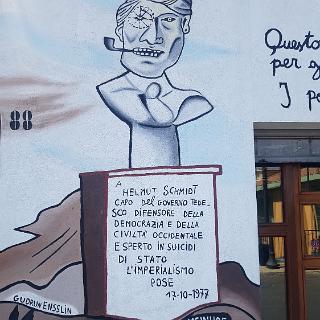 Questo
per g
I po
88
A
HELMUT SCHMIDT
CAPO DEL GOVERNO TEDE-
SCO DIFENSORE DELLA
DEMOCRAZIA E DELLA
CIVILTÀ OCCIDENTALE
ESPERTO IN SUICIDI
DI STATO
L'IMPERIALISMO
POSE
17-10-1977
GUDRUN ENSSLIN